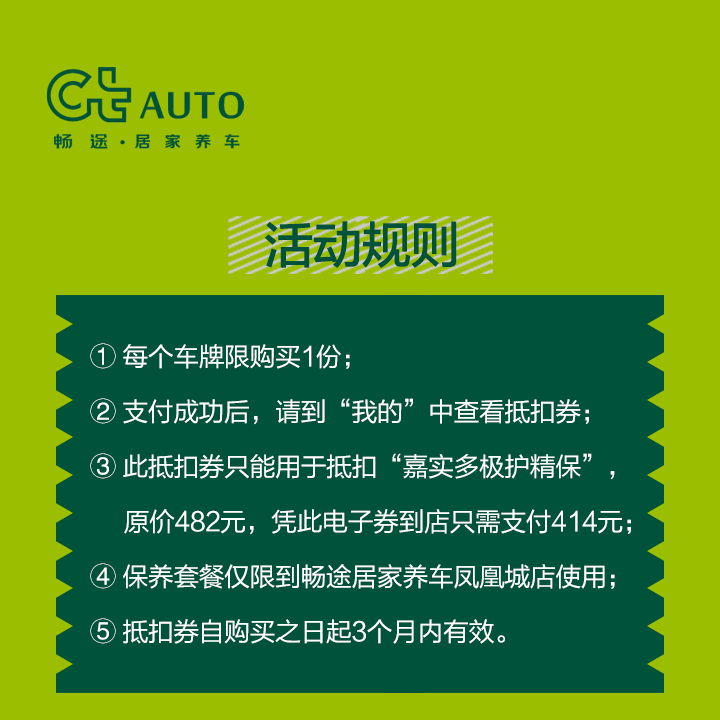 Ct AUTO
畅途·居家养车
活动规则
① 每个车牌限购买1份；
② 支付成功后，请到“我的”中查看抵扣券；
③ 此抵扣券只能用于抵扣“嘉实多极护精保”，
原价482元，凭此电子券到店只需支付414元；
④ 保养套餐仅限到畅途居家养车凤凰城店使用；
⑤ 抵扣券自购买之日起3个月内有效。